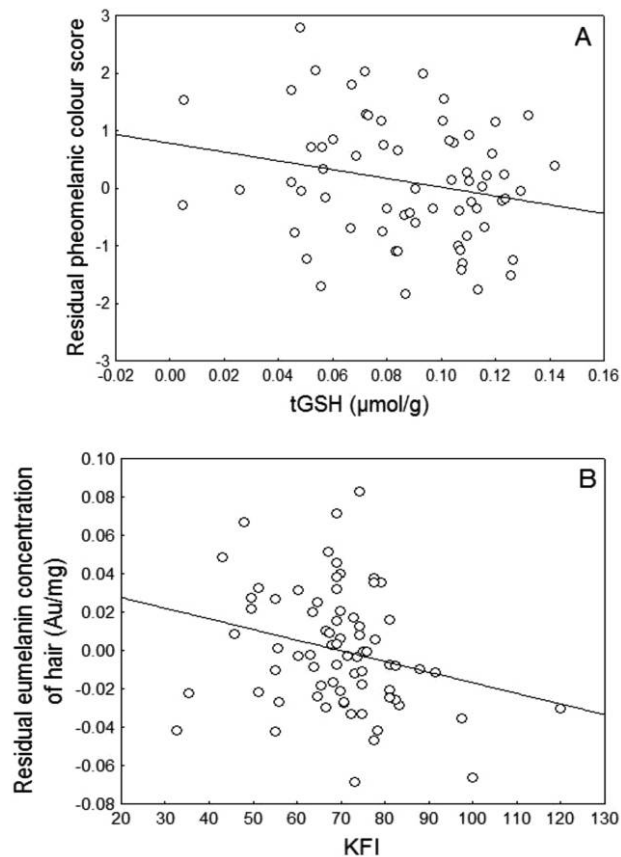 A
Residual pheomelanic colour score
3
2
1
0
-1
-2
-3
-0.02 0.00 0.02 0.04 0.06 0.08 0.10 0.12 0.14 0.16
tGSH (μmol/g)
B
Residual eumelanin concentration
of hair (Au/mg)
0.10
0.08
0.06
0.04
0.02
0.00
-0.02
-0.04
-0.06
-0.08
20 30 40 50 60 70 80 90 100 110 120 130
KFI